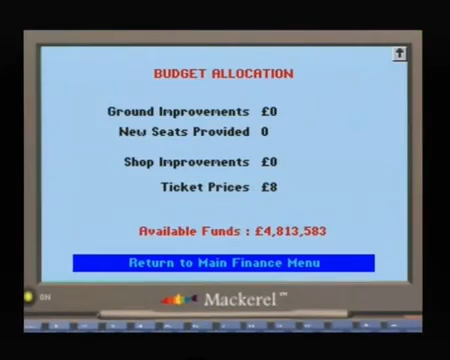 BUDGET ALLOCATION
Ground Improvements £0
New Seats Provided 0
Shop Improvements £0
Ticket Prices £8
Available Funds : £4,813,583
Return to Main Finance Menu
ON
Mackerel™